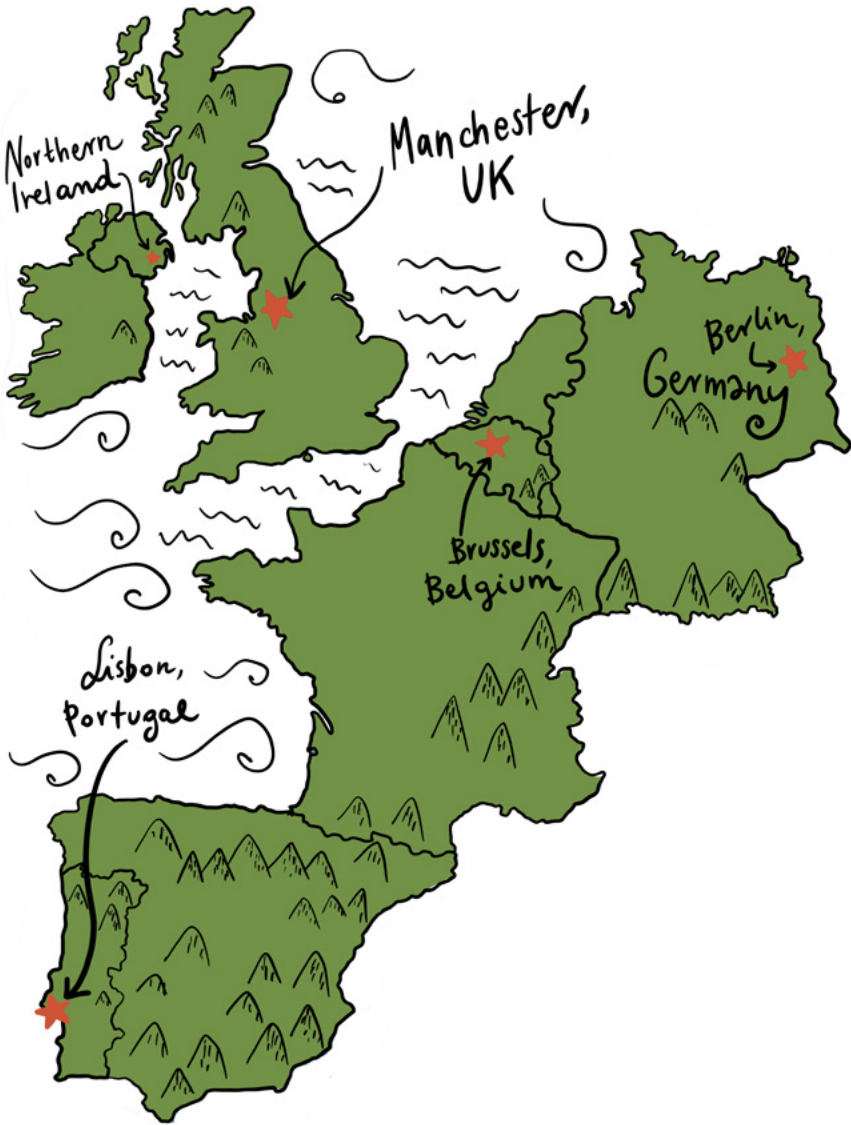 Northern
Ireland
Manchester,
UK
Berlin,
Germany
Brussels,
Belgium
Lisbon,
Portugal